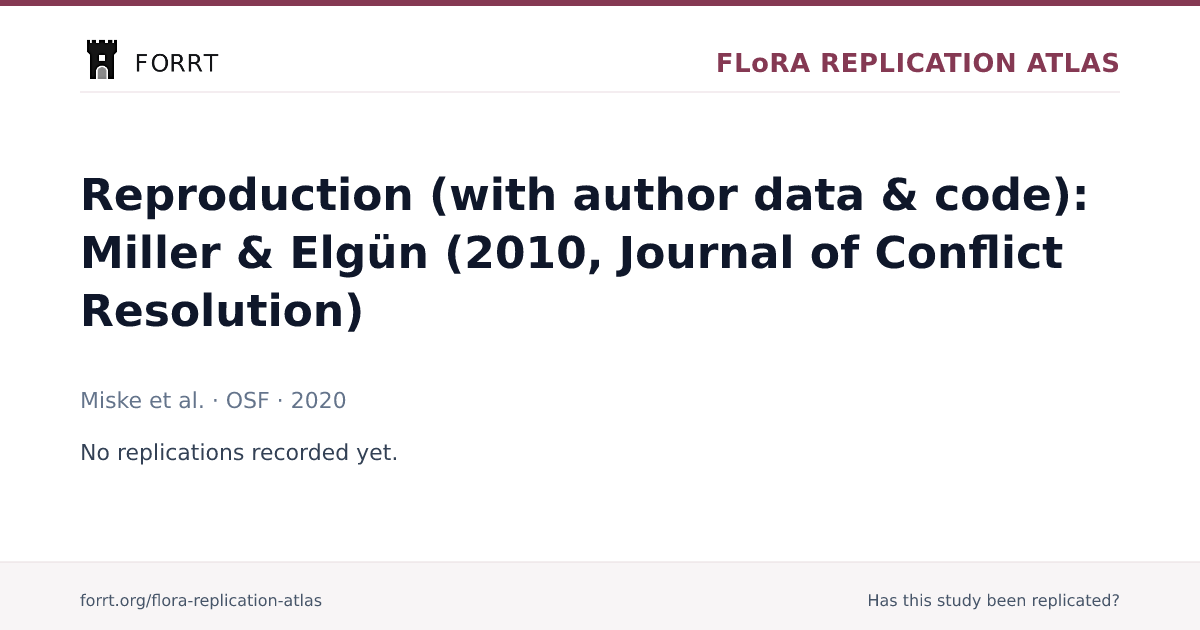 FORRT
FLoRA REPLICATION ATLAS
Reproduction (with author data & code):
Miller & Elgün (2010, Journal of Conflict
Resolution)
Miske et al. · OSF · 2020
No replications recorded yet.
forrt.org/flora-replication-atlas
Has this study been replicated?